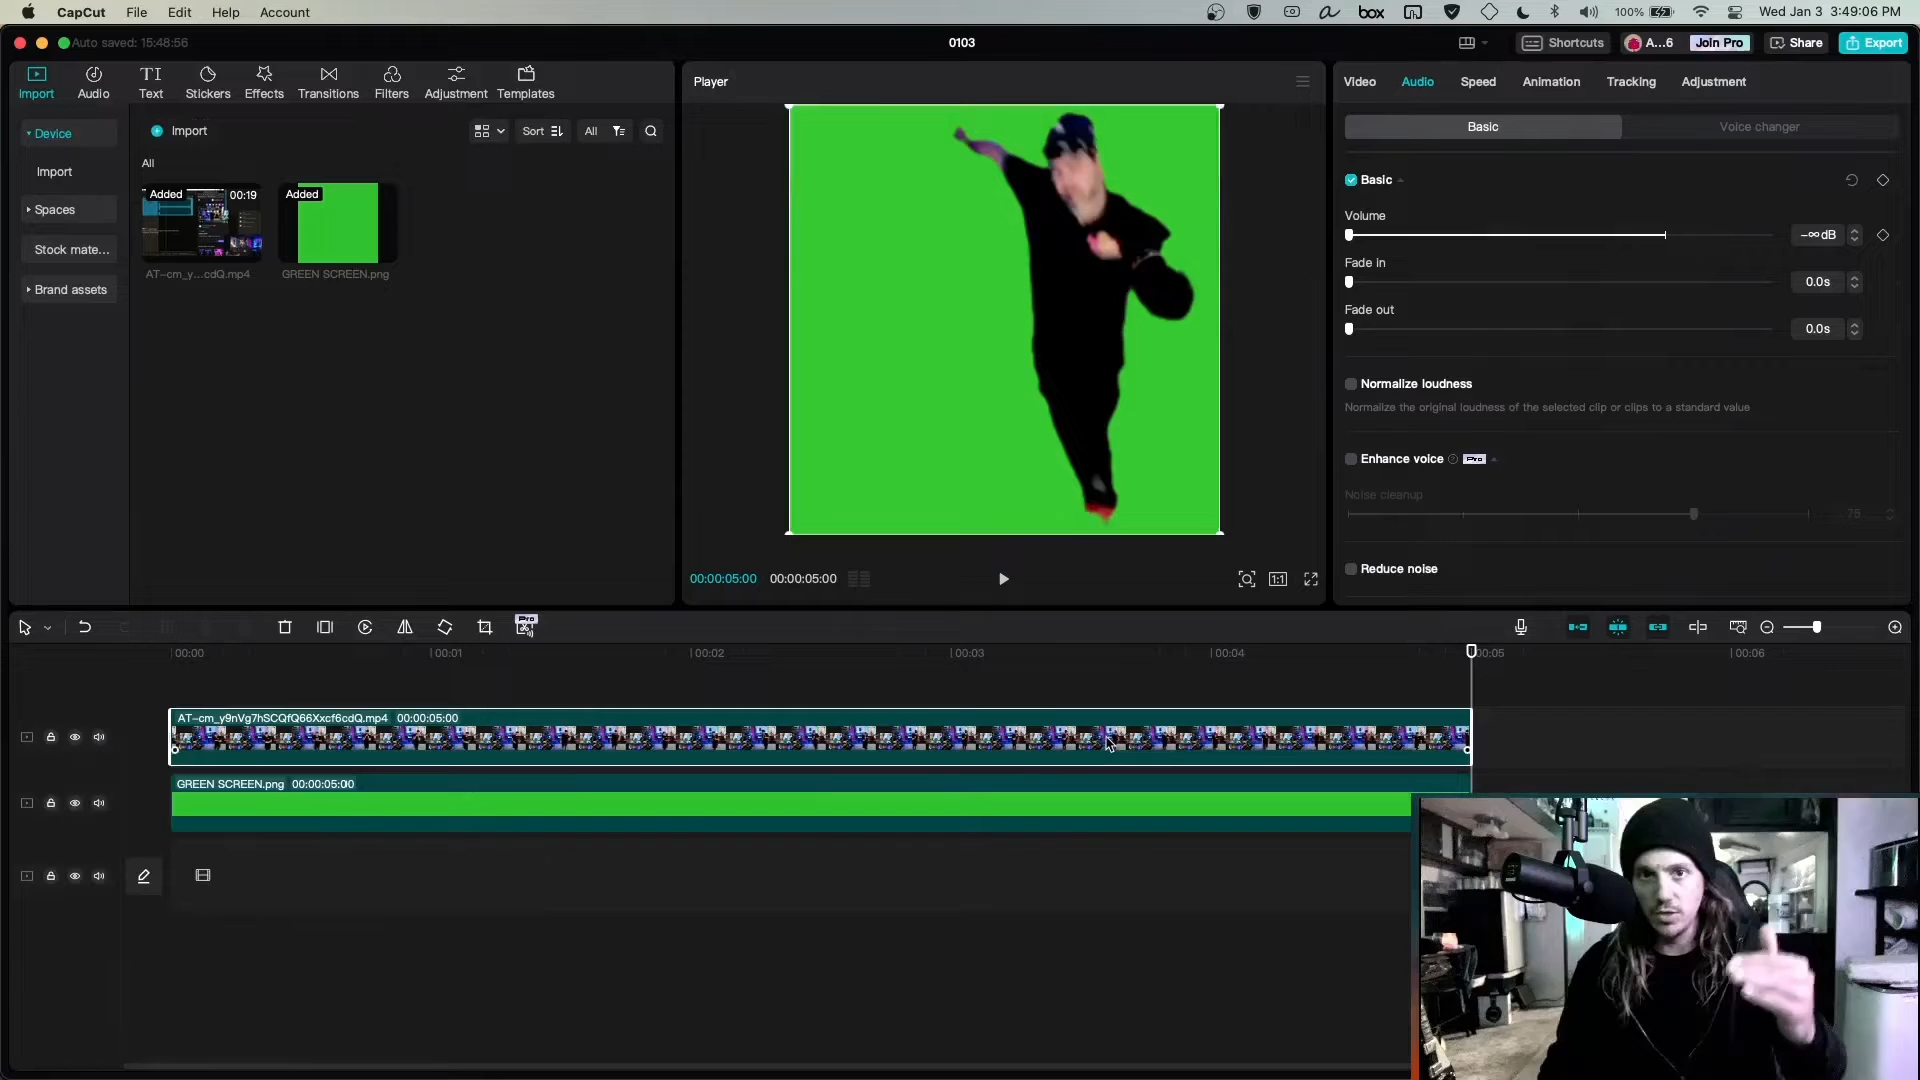 CapCut File Edit Help Account
box 100% Wed Jan 3 3:49:06 PM
Auto saved: 15:48:56
0103
Shortcuts A...6 Join Pro Share Export
Import Audio Text Stickers Effects Transitions Filters Adjustment Templates
Device
Import
Spaces
Stock mate...
Brand assets
Import
Sort All
All
Added 00:19
Added
AT-cm_y...cdQ.mp4
GREEN SCREEN.png
Player
00:00:05:00 00:00:05:00
1:1
Video Audio Speed Animation Tracking Adjustment
Basic Voice changer
Basic
Volume
-∞dB
Fade in
0.0s
Fade out
0.0s
Normalize loudness
Normalize the original loudness of the selected clip or clips to a standard value
Enhance voice Pro
Noise cleanup
75
Reduce noise
Pro
00:00 00:01 00:02 00:03 00:04 00:05 00:06
AT-cm_y9nVg7hSCQfQ66Xxcf6cdQ.mp4 00:00:05:00
GREEN SCREEN.png 00:00:05:00